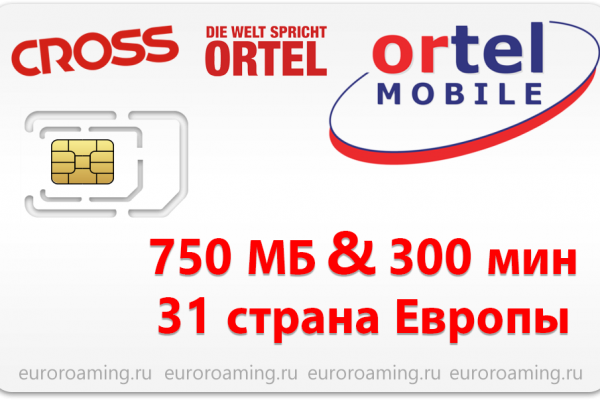 CROSS
DIE WELT SPRICHT
ORTEL
ortel
MOBILE
750 МБ & 300 мин
31 страна Европы
euroroaming.ru euroroaming.ru euroroaming.ru euroroaming.ru